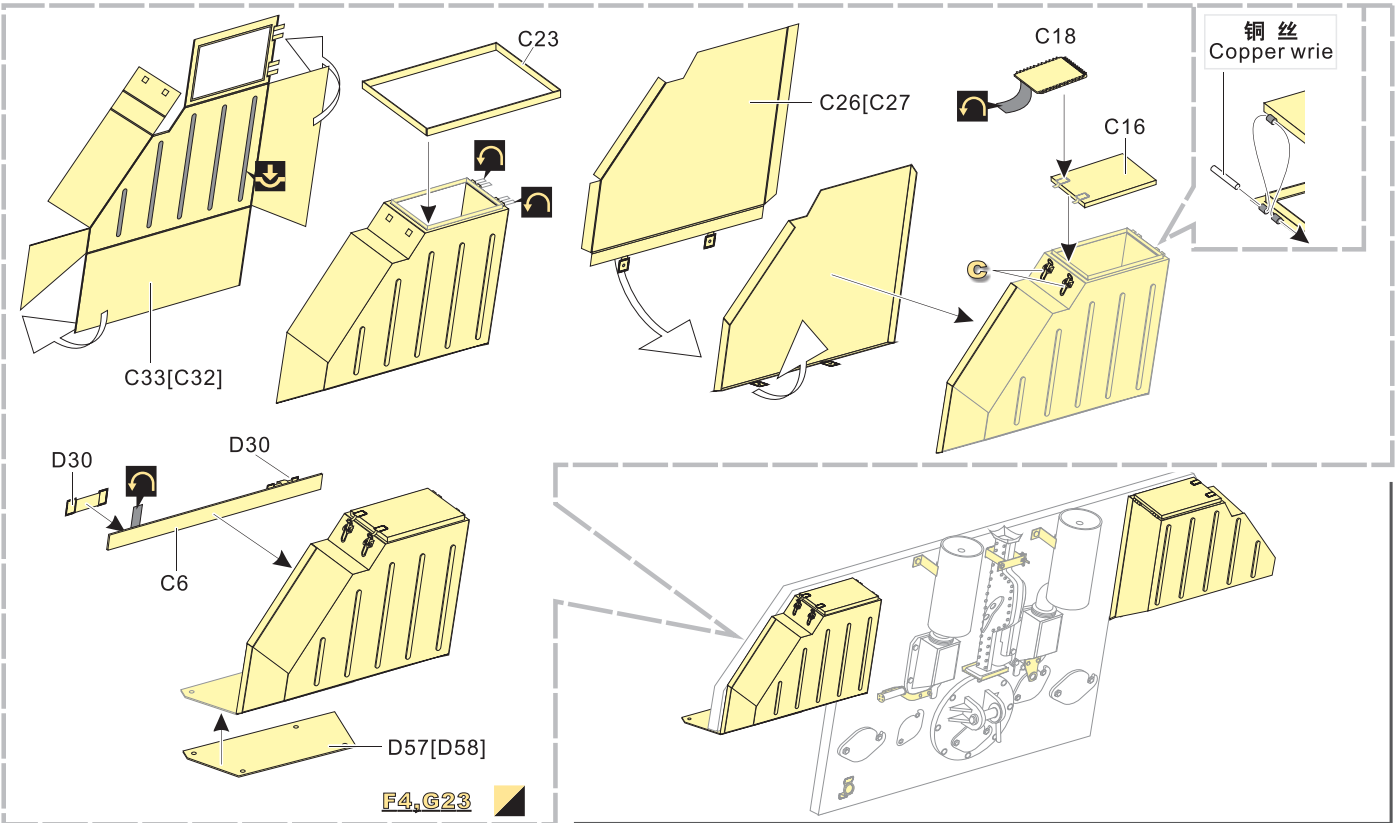 C23
C18
铜 丝
Copper wrie
C26[C27
C16
C33[C32]
D30
D30
C6
D57[D58]
F4,G23
C